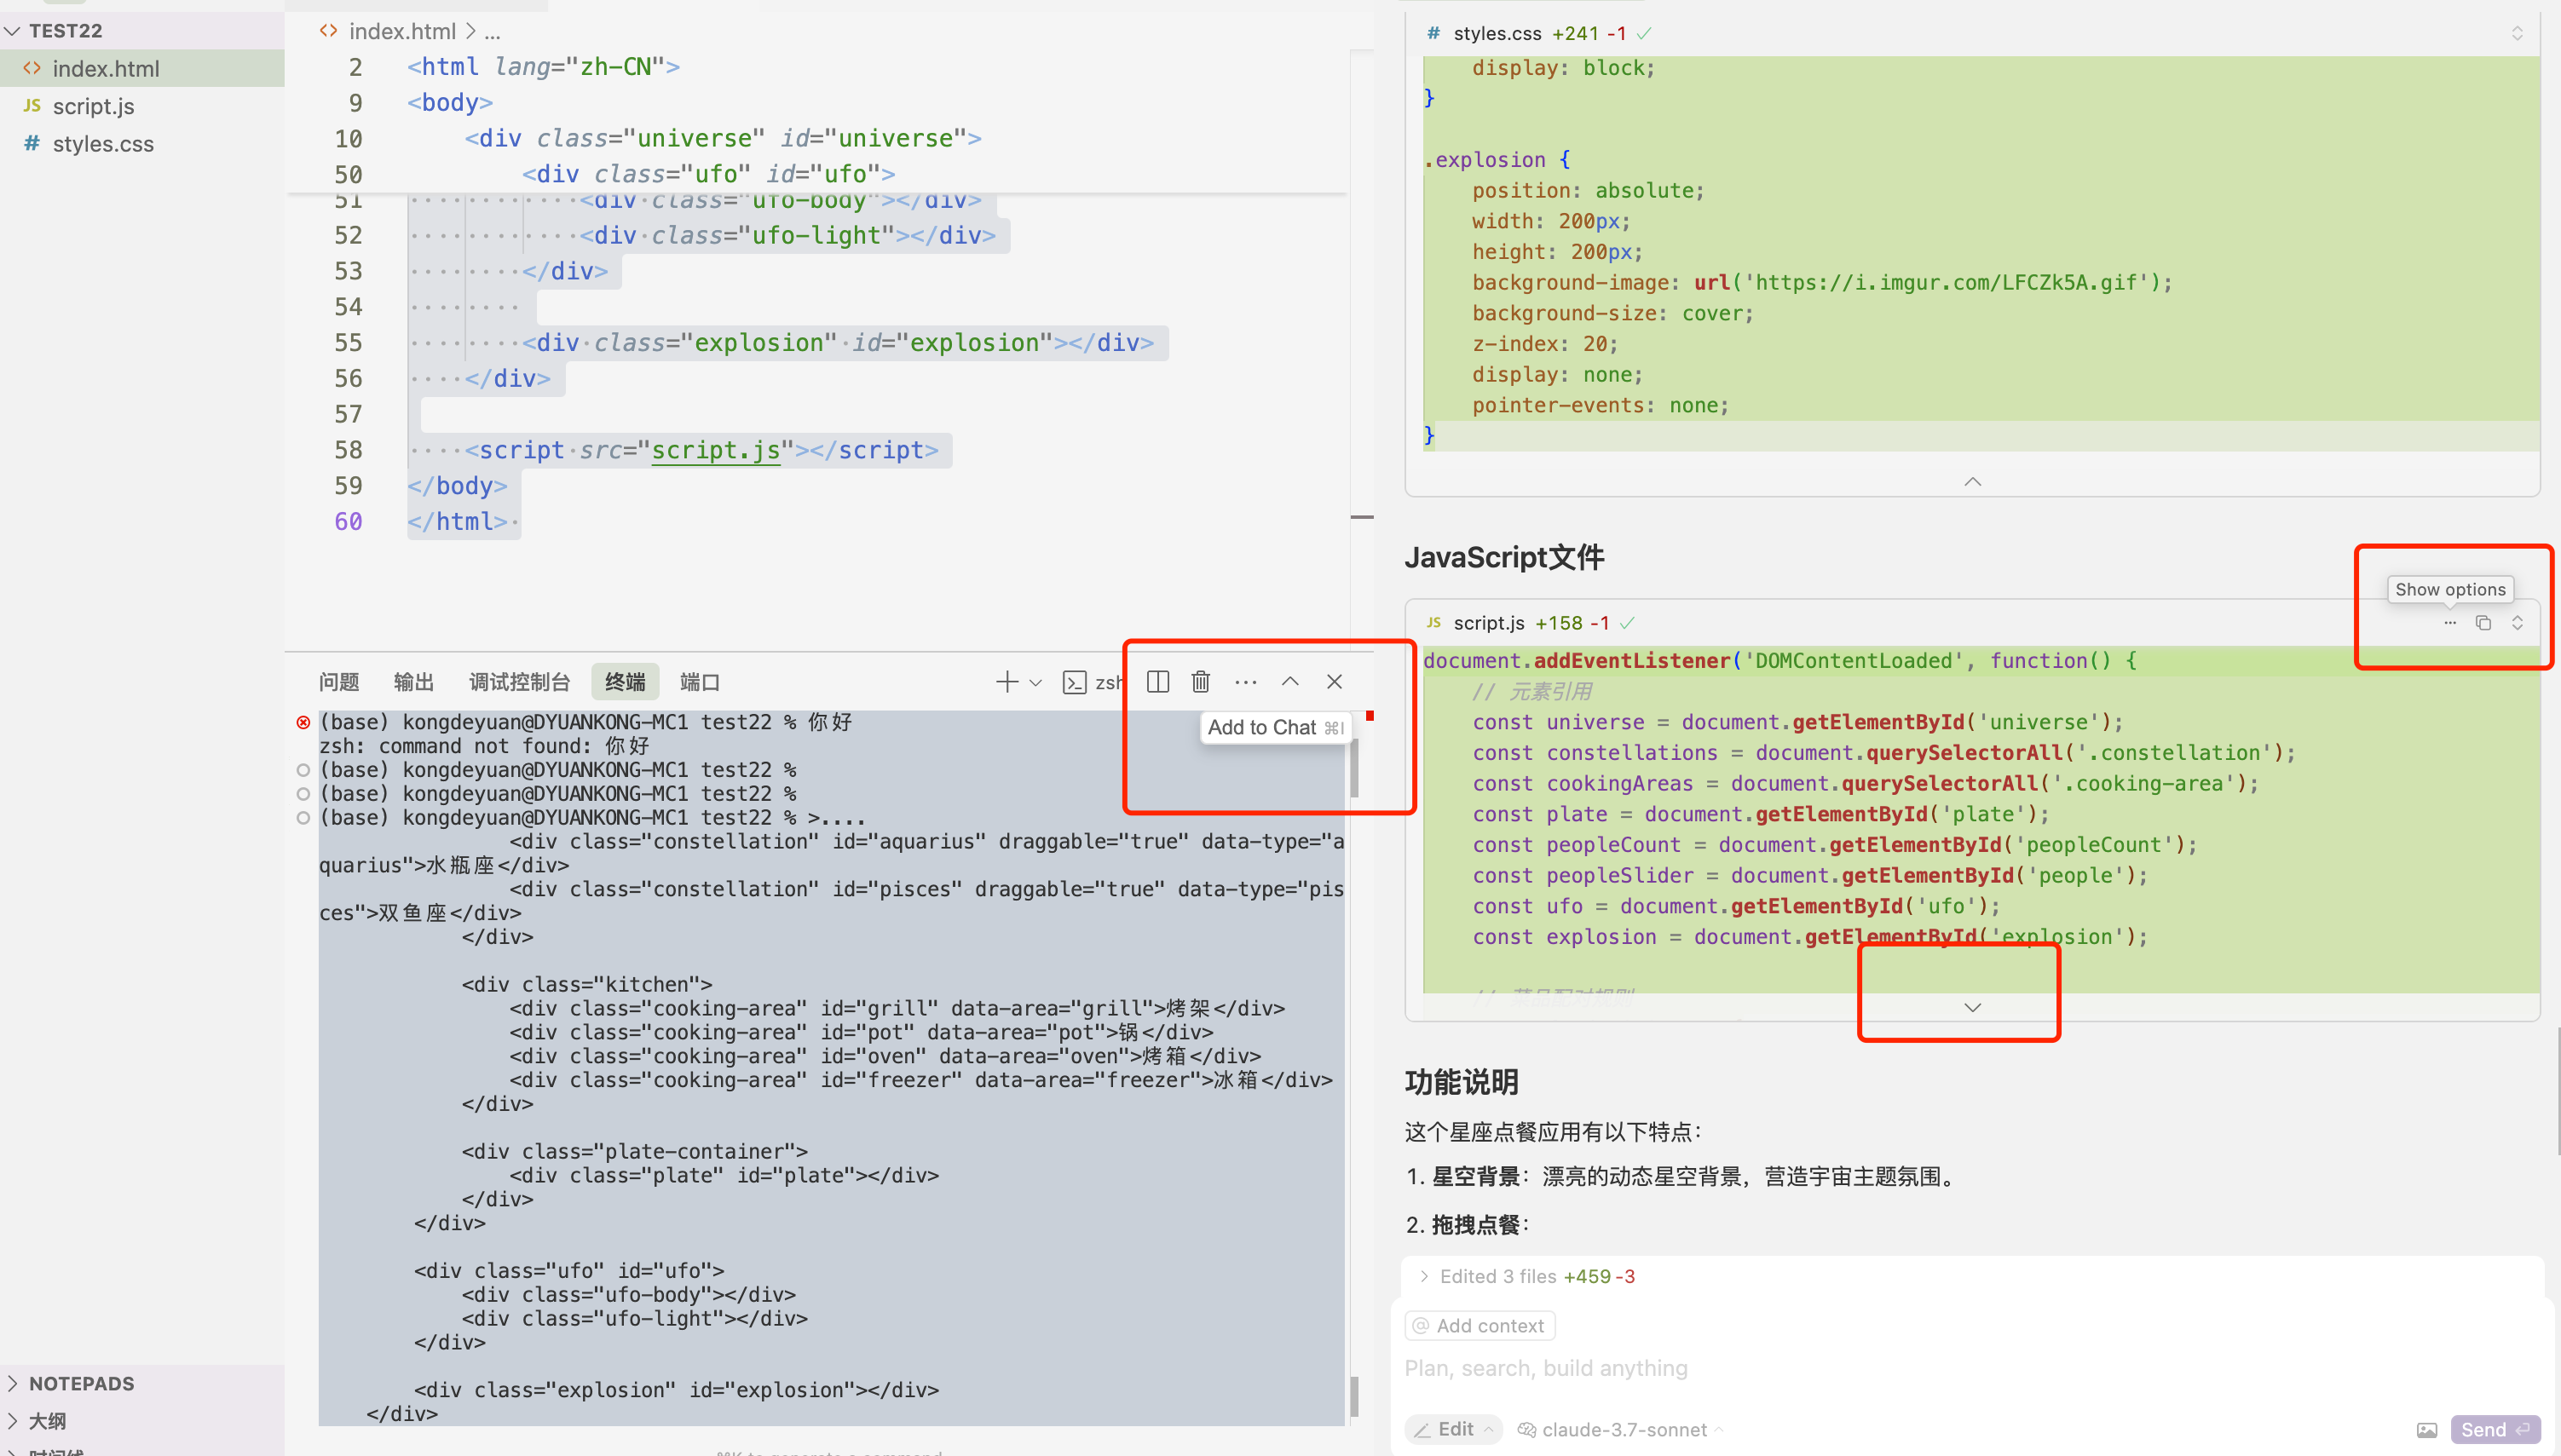 TEST22
index.html
script.js
styles.css
NOTEPADS
大纲
index.html > ...
2 <html lang="zh-CN">
9 <body>
10 <div class="universe" id="universe">
50 <div class="ufo" id="ufo">
51 <div class="ufo-body"></div>
52 <div class="ufo-light"></div>
53 </div>
54
55 <div class="explosion" id="explosion"></div>
56 </div>
57
58 <script src="script.js"></script>
59 </body>
60 </html>
问题 输出 调试控制台 终端 端口 zsh
Add to Chat ⌘I
(base) kongdeyuan@DYUANKONG-MC1 test22 % 你好
zsh: command not found: 你好
(base) kongdeyuan@DYUANKONG-MC1 test22 %
(base) kongdeyuan@DYUANKONG-MC1 test22 %
(base) kongdeyuan@DYUANKONG-MC1 test22 % >....
<div class="constellation" id="aquarius" draggable="true" data-type="a
quarius">水瓶座</div>
<div class="constellation" id="pisces" draggable="true" data-type="pis
ces">双鱼座</div>
</div>
<div class="kitchen">
<div class="cooking-area" id="grill" data-area="grill">烤架</div>
<div class="cooking-area" id="pot" data-area="pot">锅</div>
<div class="cooking-area" id="oven" data-area="oven">烤箱</div>
<div class="cooking-area" id="freezer" data-area="freezer">冰箱</div>
</div>
<div class="plate-container">
<div class="plate" id="plate"></div>
</div>
</div>
<div class="ufo" id="ufo">
<div class="ufo-body"></div>
<div class="ufo-light"></div>
</div>
<div class="explosion" id="explosion"></div>
</div>
styles.css +241 -1
display: block;
}
.explosion {
position: absolute;
width: 200px;
height: 200px;
background-image: url('https://i.imgur.com/LFCZk5A.gif');
background-size: cover;
z-index: 20;
display: none;
pointer-events: none;
}
JavaScript文件
Show options
script.js +158 -1
document.addEventListener('DOMContentLoaded', function() {
// 元素引用
const universe = document.getElementById('universe');
const constellations = document.querySelectorAll('.constellation');
const cookingAreas = document.querySelectorAll('.cooking-area');
const plate = document.getElementById('plate');
const peopleCount = document.getElementById('peopleCount');
const peopleSlider = document.getElementById('people');
const ufo = document.getElementById('ufo');
const explosion = document.getElementById('explosion');
功能说明
这个星座点餐应用有以下特点：
1. 星空背景：漂亮的动态星空背景，营造宇宙主题氛围。
2. 拖拽点餐：
Edited 3 files +459 -3
@ Add context
Plan, search, build anything
Edit claude-3.7-sonnet Send